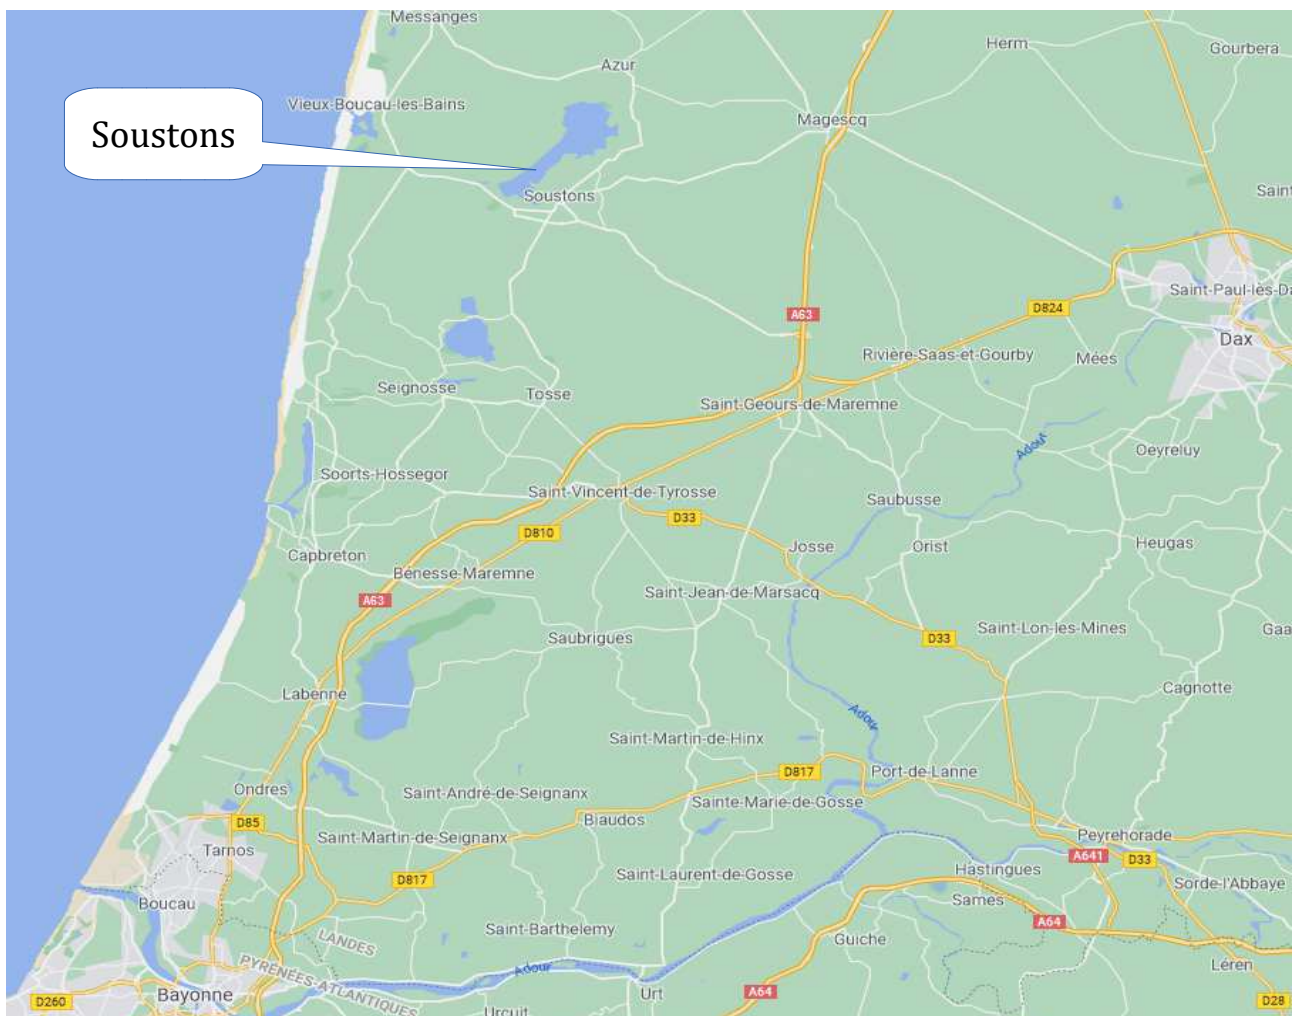 Messanges
Herm
Gourbera
Azur
Vieux-Boucau-les-Bains
Magescq
Soustons
Soustons
Saint
Saint-Paul-lès-Da
A63
D824
Dax
Rivière-Saas-et-Gourby
Mées
Seignosse
Tosse
Saint-Geours-de-Maremne
Adour
Oeyreluy
Soorts-Hossegor
Saint-Vincent-de-Tyrosse
Saubusse
D33
D810
Capbreton
Josse
Orist
Heugas
Bénesse-Maremne
A63
Saint-Jean-de-Marsacq
Saubrigues
D33
Saint-Lon-les-Mines
Gaa
Labenne
Cagnotte
Adour
Saint-Martin-de-Hinx
D817
Port-de-Lanne
Ondres
Saint-André-de-Seignanx
Sainte-Marie-de-Gosse
D85
Biaudos
Saint-Martin-de-Seignanx
Peyrehorade
Tarnos
A641
D33
D817
Saint-Laurent-de-Gosse
Hastingues
Sorde-l'Abbaye
Boucau
Sames
A64
Saint-Barthelemy
Guiche
LANDES
PYRÉNÉES-ATLANTIQUES
Adour
Léren
Bayonne
D260
Urt
A64
D28
Urcuit